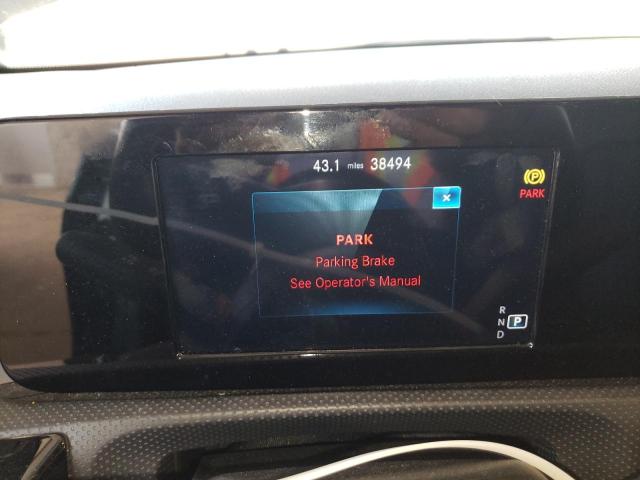 43.1 miles 38494
P
PARK
×
PARK
Parking Brake
See Operator's Manual
R
N P
D